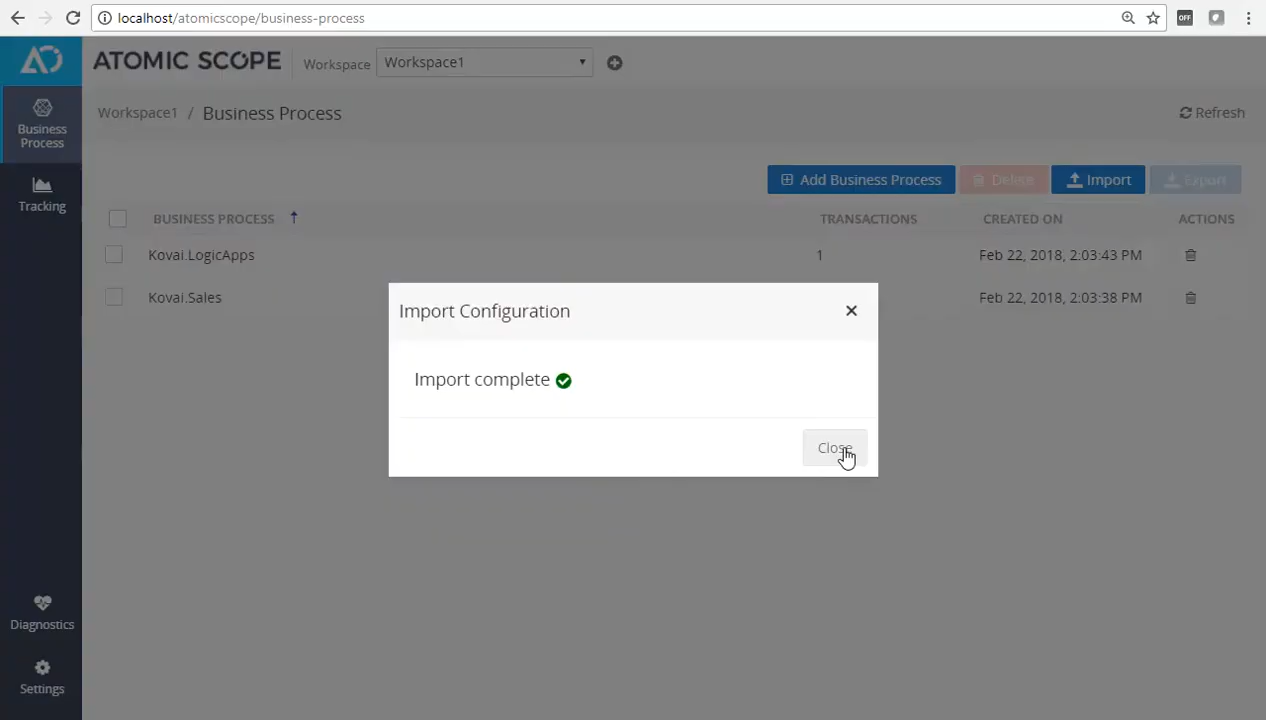 localhost/atomicscope/business-process
OFF
ATOMIC SCOPE
Workspace
Workspace1
Business Process
Workspace1 / Business Process
Refresh
Tracking
Add Business Process
Delete
Import
Export
BUSINESS PROCESS
TRANSACTIONS
CREATED ON
ACTIONS
Kovai.LogicApps
1
Feb 22, 2018, 2:03:43 PM
Kovai.Sales
Feb 22, 2018, 2:03:38 PM
Import Configuration
Import complete
Close
Diagnostics
Settings